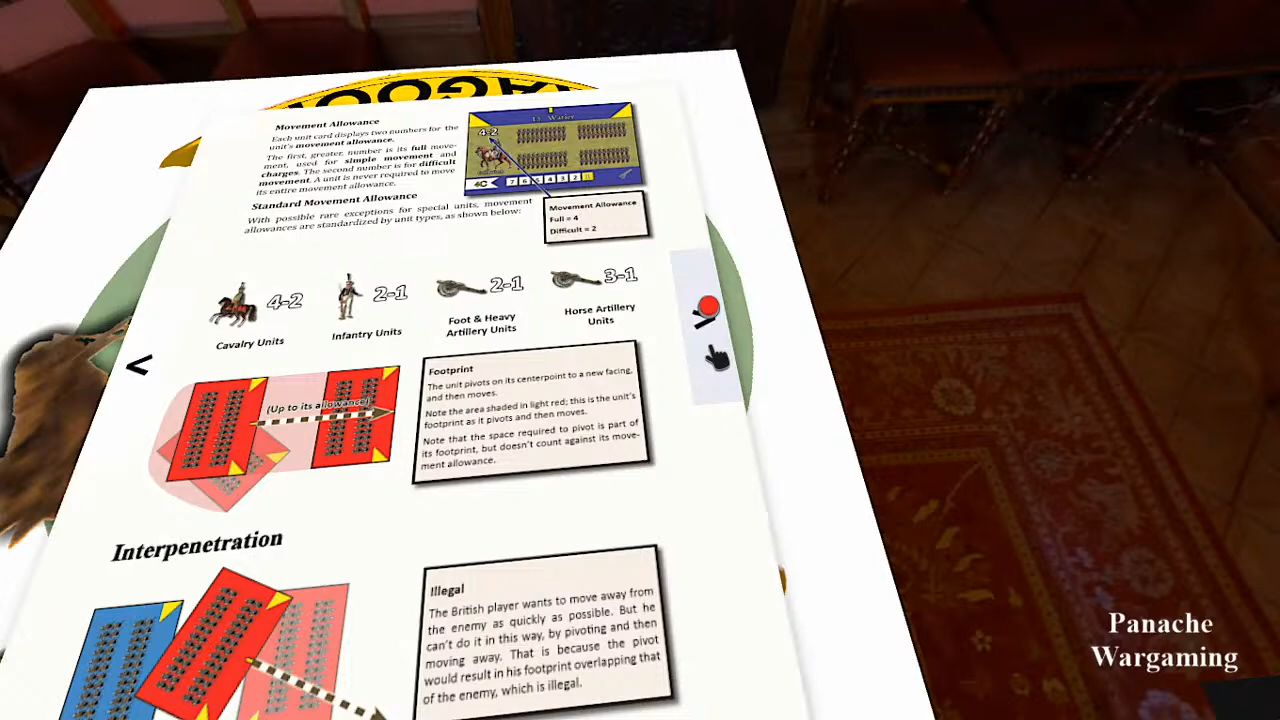 Movement Allowance
Each unit card displays two numbers for the
unit's movement allowance.
The first, greater, number is its full move-
ment, used for simple movement and
charges. The second number is for difficult
movement. A unit is never required to move
its entire movement allowance.
Standard Movement Allowance
With possible rare exceptions for special units, movement
allowances are standardized by unit types, as shown below:
4-2
4C
Movement Allowance
Full = 4
Difficult = 2
4-2
2-1
2-1
3-1
Cavalry Units
Infantry Units
Foot & Heavy
Artillery Units
Horse Artillery
Units
<
(Up to its allowance)
Footprint
The unit pivots on its centerpoint to a new facing,
and then moves.
Note the area shaded in light red; this is the unit's
footprint as it pivots and then moves.
Note that the space required to pivot is part of
its footprint, but doesn't count against its move-
ment allowance.
Interpenetration
Illegal
The British player wants to move away from
the enemy as quickly as possible. But he
can't do it in this way, by pivoting and then
moving away. That is because the pivot
would result in his footprint overlapping that
of the enemy, which is illegal.
Panache
Wargaming